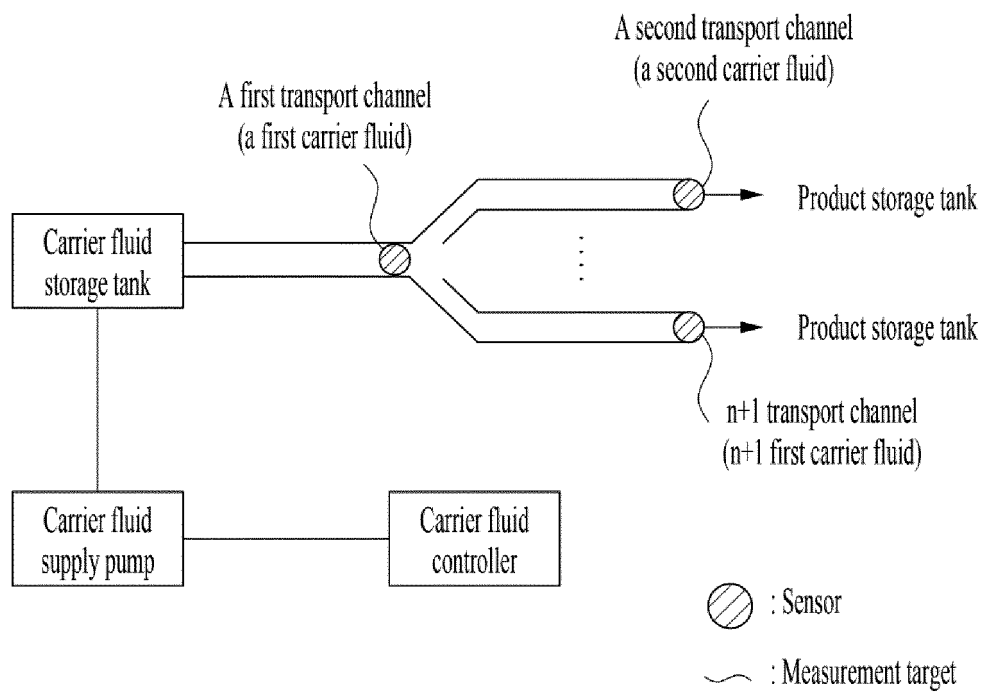 A second transport channel
(a second carrier fluid)
A first transport channel
(a first carrier fluid)
Product storage tank
Carrier fluid
storage tank
Product storage tank
n+1 transport channel
(n+1 first carrier fluid)
Carrier fluid
supply pump
Carrier fluid
controller
: Sensor
: Measurement target